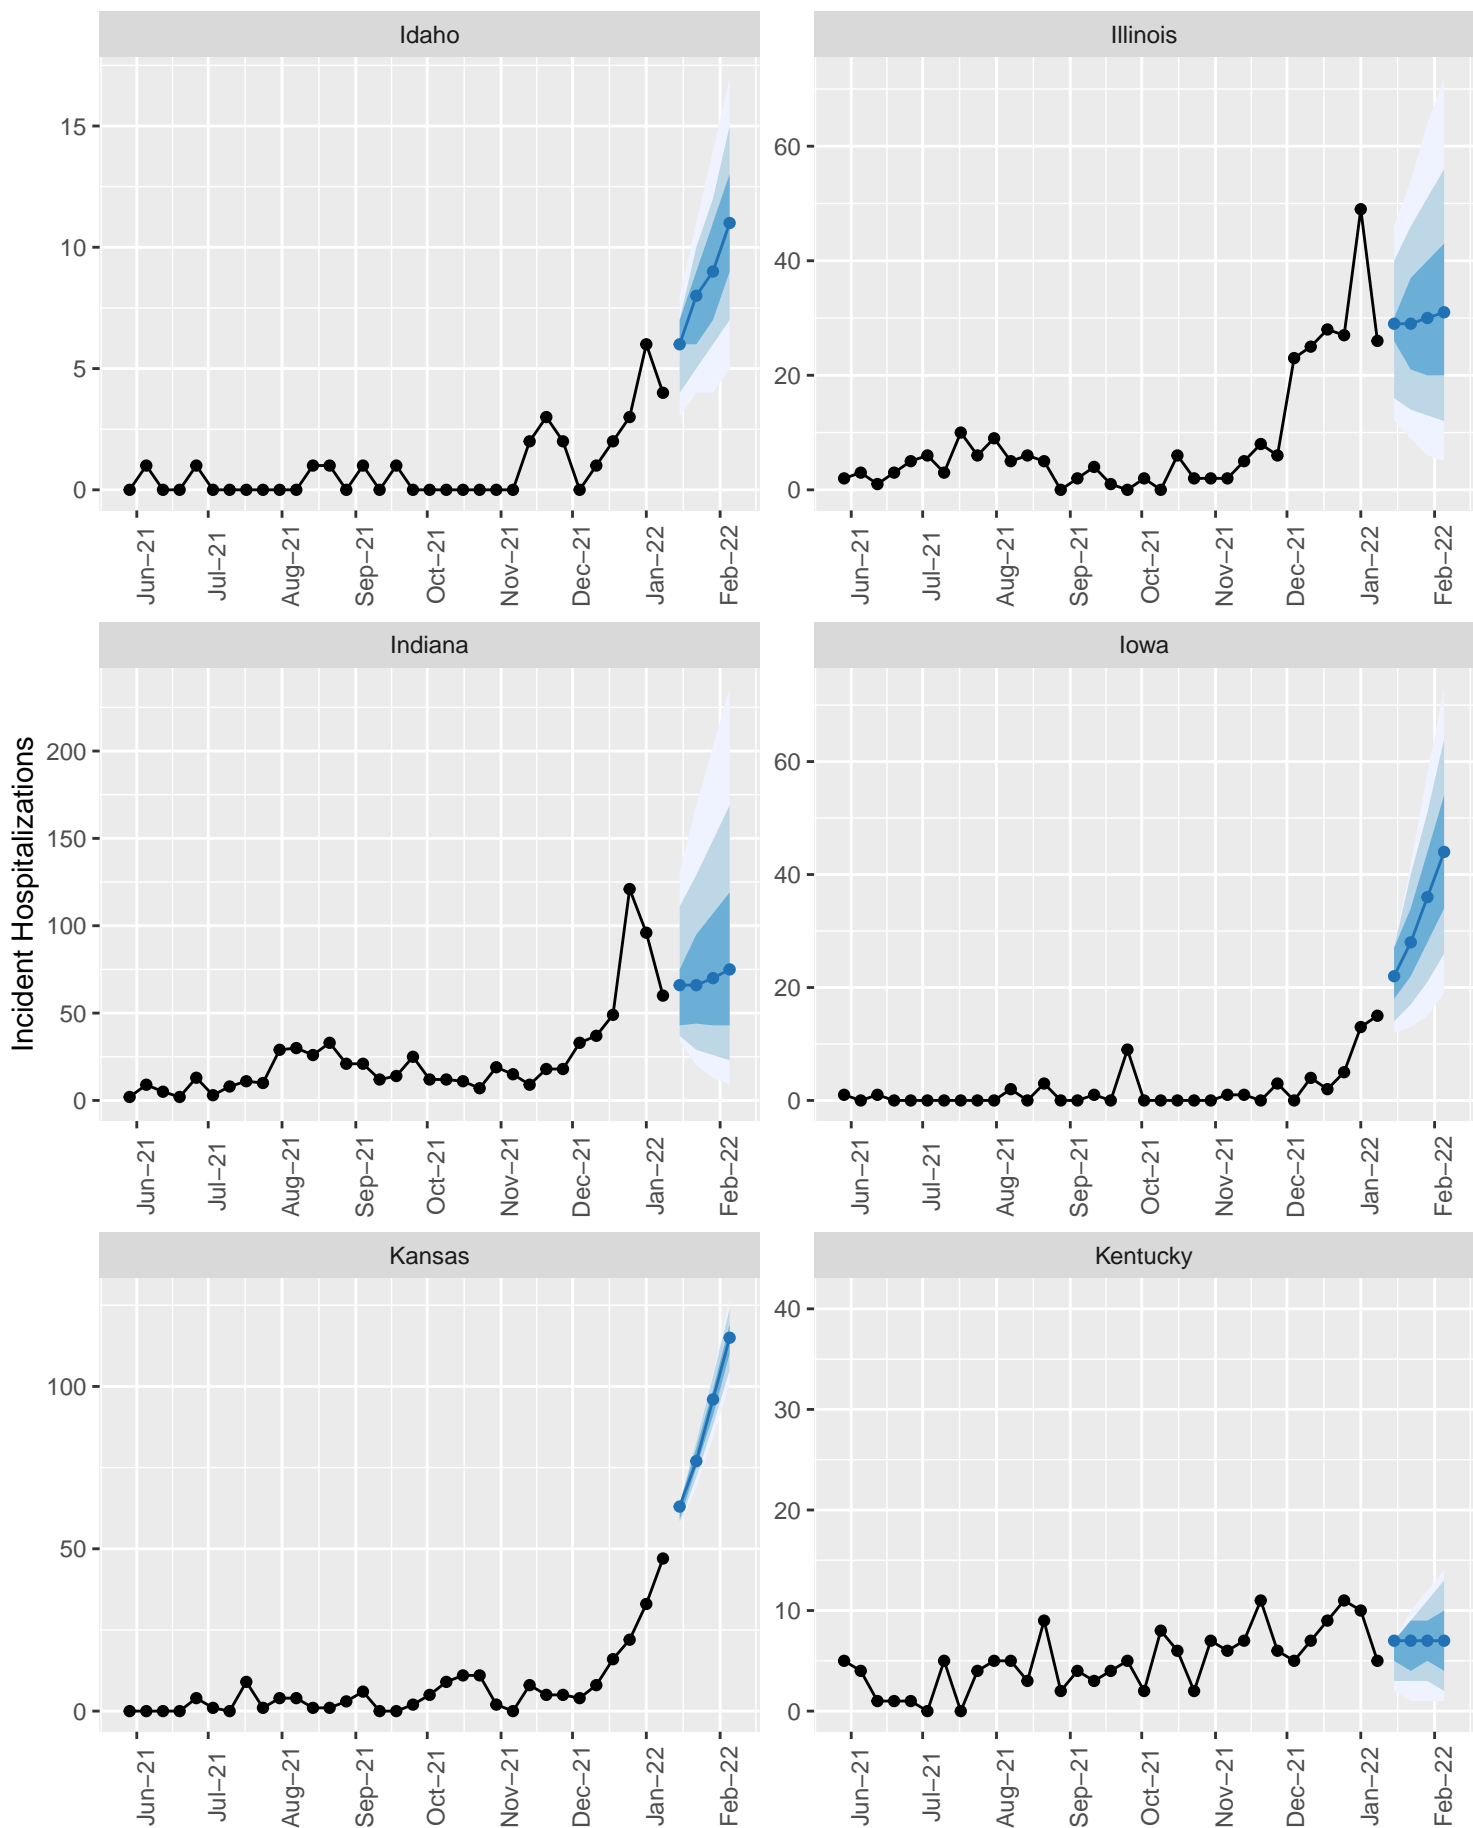 Idaho
Illinois
15
10
5
0
60
40
20
0
Jun–21
Jul–21
Aug–21
Sep–21
Oct–21
Nov–21
Dec–21
Jan–22
Feb–22
Jun–21
Jul–21
Aug–21
Sep–21
Oct–21
Nov–21
Dec–21
Jan–22
Feb–22
Incident Hospitalizations
Indiana
Iowa
200
150
100
50
0
60
40
20
0
Jun–21
Jul–21
Aug–21
Sep–21
Oct–21
Nov–21
Dec–21
Jan–22
Feb–22
Jun–21
Jul–21
Aug–21
Sep–21
Oct–21
Nov–21
Dec–21
Jan–22
Feb–22
Kansas
Kentucky
100
50
0
40
30
20
10
0
Jun–21
Jul–21
Aug–21
Sep–21
Oct–21
Nov–21
Dec–21
Jan–22
Feb–22
Jun–21
Jul–21
Aug–21
Sep–21
Oct–21
Nov–21
Dec–21
Jan–22
Feb–22